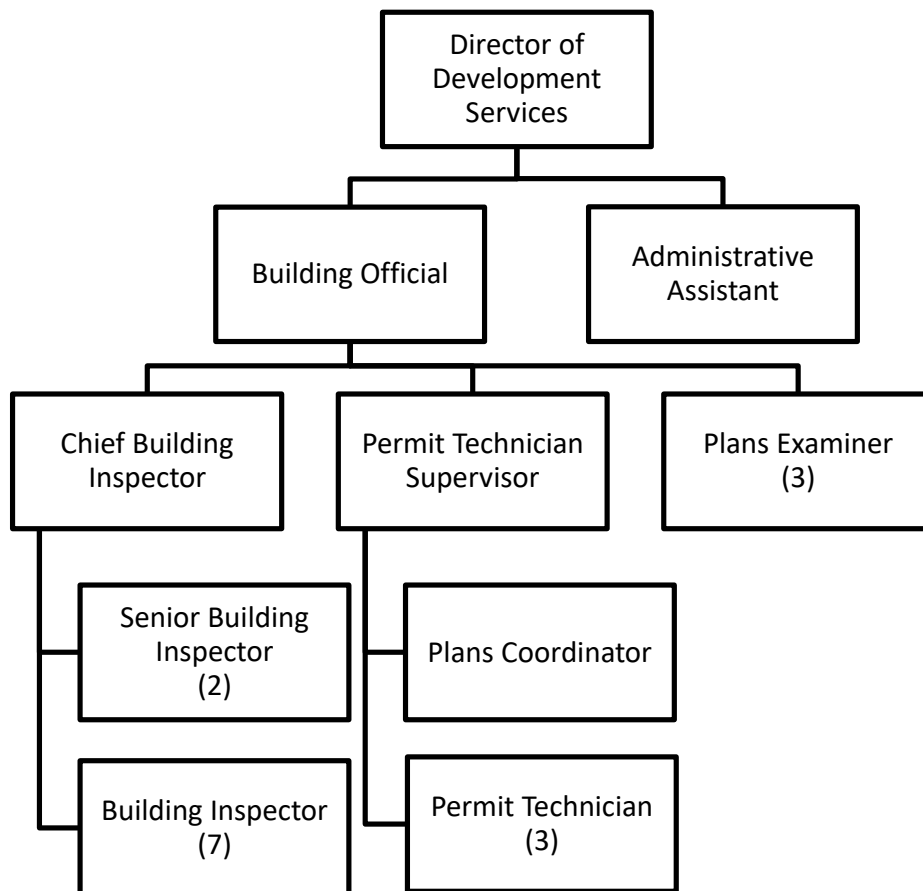 Director of
Development
Services
Building Official
Administrative
Assistant
Chief Building
Inspector
Permit Technician
Supervisor
Plans Examiner
(3)
Senior Building
Inspector
(2)
Plans Coordinator
Building Inspector
(7)
Permit Technician
(3)